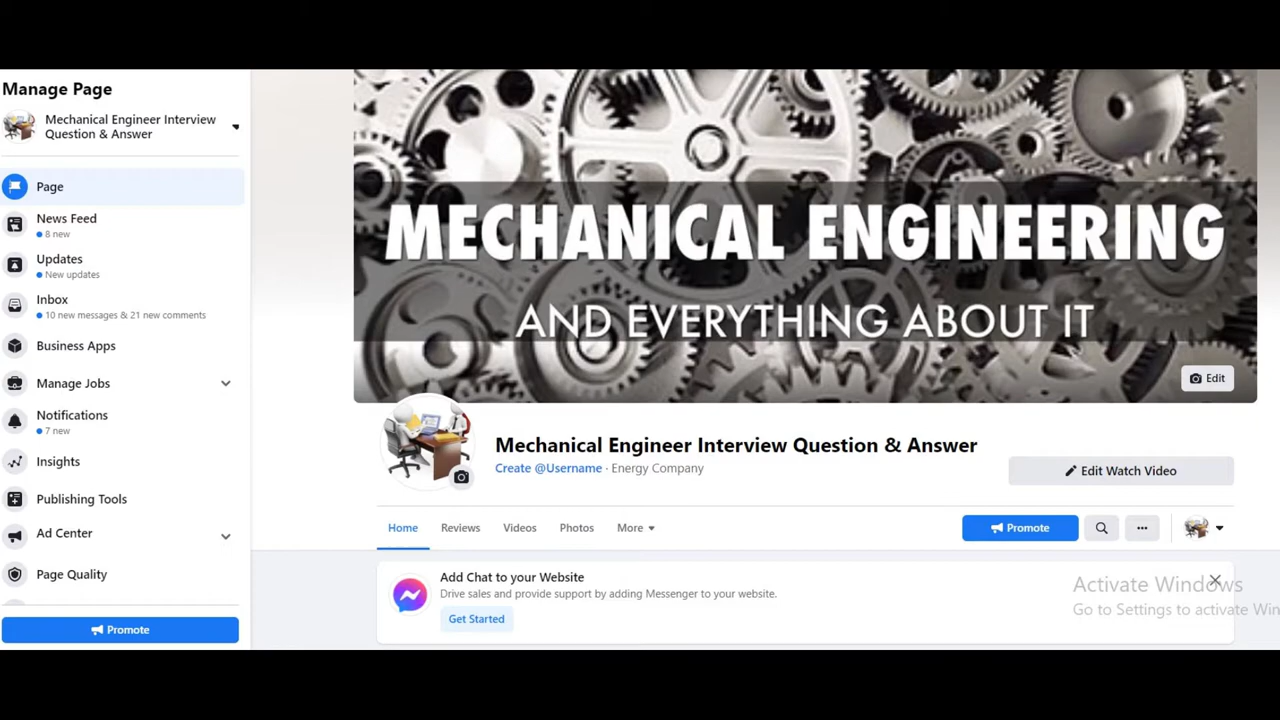 Manage Page
Mechanical Engineer Interview
Question & Answer
Page
News Feed
8 new
Updates
New updates
Inbox
10 new messages & 21 new comments
Business Apps
Manage Jobs
Notifications
7 new
Insights
Publishing Tools
Ad Center
Page Quality
Promote
MECHANICAL ENGINEERING
AND EVERYTHING ABOUT IT
Edit
Mechanical Engineer Interview Question & Answer
Create @Username · Energy Company
Edit Watch Video
Home Reviews Videos Photos More
Promote
Add Chat to your Website
Drive sales and provide support by adding Messenger to your website.
Get Started
Activate Windows
Go to Settings to activate Win